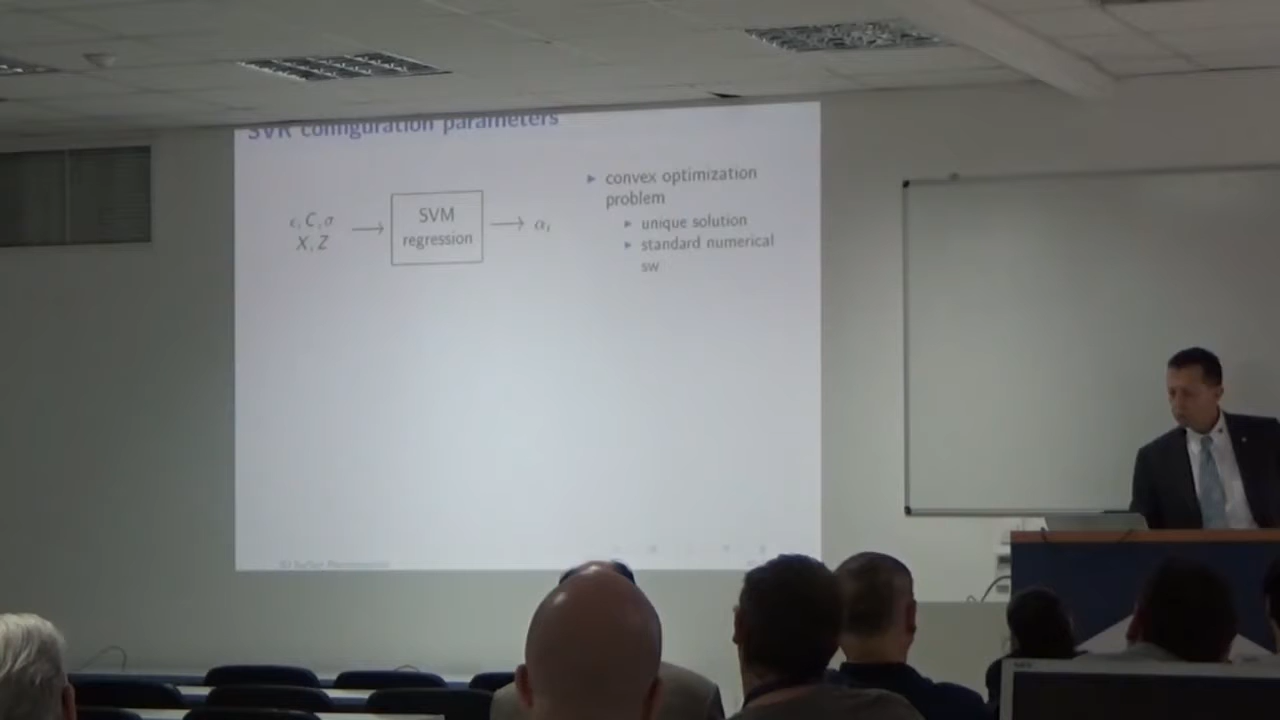 SVR configuration parameters
ϵ, C, σ
X, Z
SVM
regression
αᵢ
convex optimization
problem
unique solution
standard numerical
sw